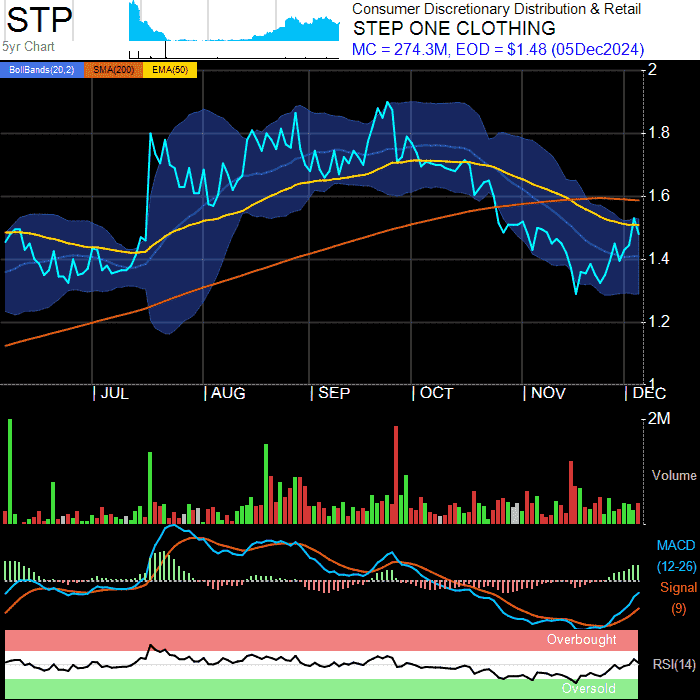 STP
5yr Chart
Consumer Discretionary Distribution & Retail
STEP ONE CLOTHING
MC = 274.3M, EOD = $1.48 (05Dec2024)
BollBands(20,2) SMA(200) EMA(50)
2
1.8
1.6
1.4
1.2
1
JUL AUG SEP OCT NOV DEC
2M
Volume
MACD
(12-26)
Signal
(9)
Overbought
RSI(14)
Oversold